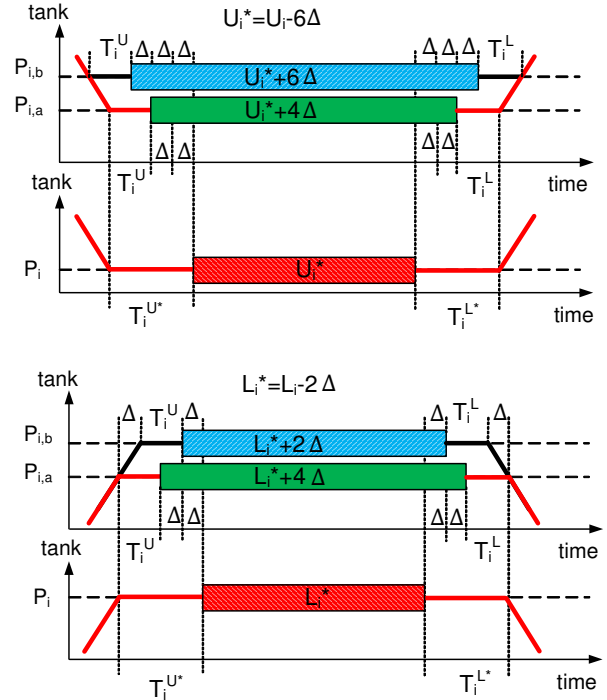 U_i*=U_i-6Δ
tank
T_i^U Δ Δ Δ Δ Δ Δ T_i^L
P_i,b U_i*+6Δ
P_i,a U_i*+4Δ
Δ Δ Δ Δ
tank T_i^U T_i^L time
P_i U_i*
T_i^U* T_i^L* time
tank L_i*=L_i-2Δ
Δ T_i^U Δ Δ T_i^L Δ
P_i,b L_i*+2Δ
P_i,a L_i*+4Δ
Δ Δ Δ Δ
tank T_i^U T_i^L time
P_i L_i*
T_i^U* T_i^L* time